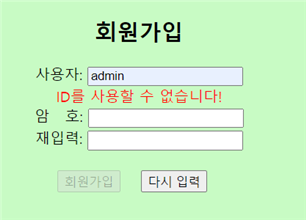 회원가입
사용자: admin
ID를 사용할 수 없습니다!
암 호:
재입력:
회원가입 다시 입력